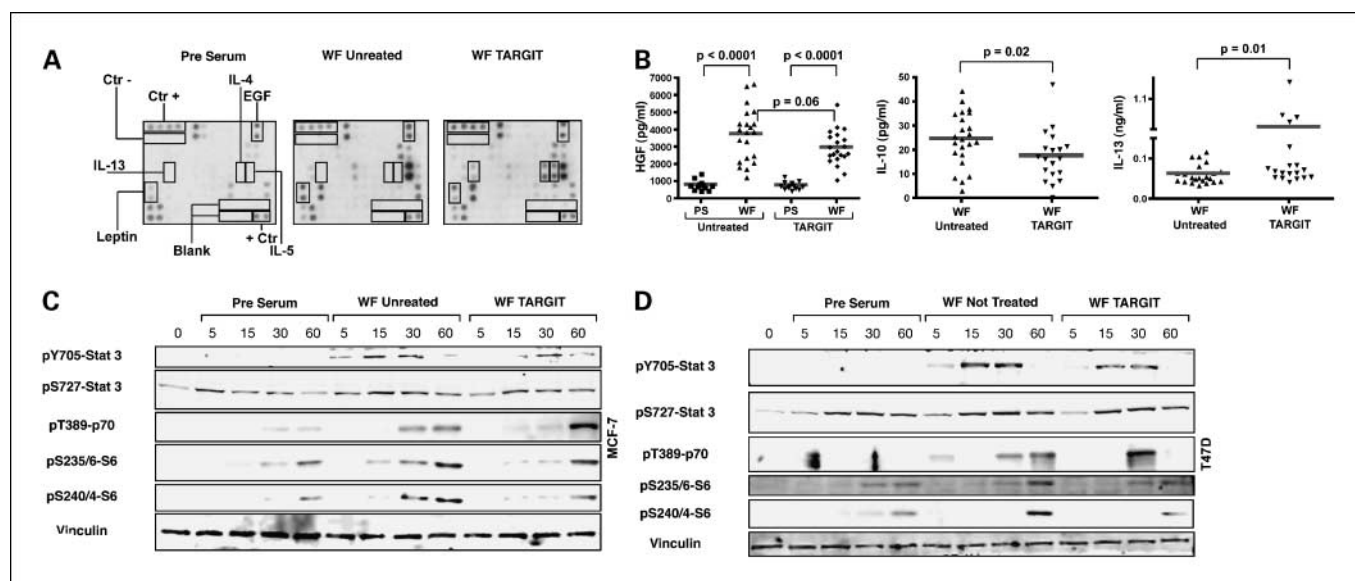 A
Pre Serum
WF Unreated
WF TARGIT
Ctr -
Ctr +
IL-4
EGF
IL-13
Leptin
Blank
+ Ctr
IL-5
B
p < 0.0001
p < 0.0001
p = 0.06
HGF (pg/ml)
7000
6000
5000
4000
3000
2000
1000
0
PS
WF
PS
WF
Untreated
TARGIT
p = 0.02
IL-10 (pg/ml)
50
40
30
20
10
0
WF
Untreated
WF
TARGIT
p = 0.01
IL-13 (ng/ml)
1.1
0.1
0.0
WF
Untreated
WF
TARGIT
C
Pre Serum
WF Unreated
WF TARGIT
0 5 15 30 60 5 15 30 60 5 15 30 60
pY705-Stat 3
pS727-Stat 3
pT389-p70
pS235/6-S6
pS240/4-S6
Vinculin
MCF-7
D
Pre Serum
WF Not Treated
WF TARGIT
0 5 15 30 60 5 15 30 60 5 15 30 60
pY705-Stat 3
pS727-Stat 3
pT389-p70
pS235/6-S6
pS240/4-S6
Vinculin
T47D